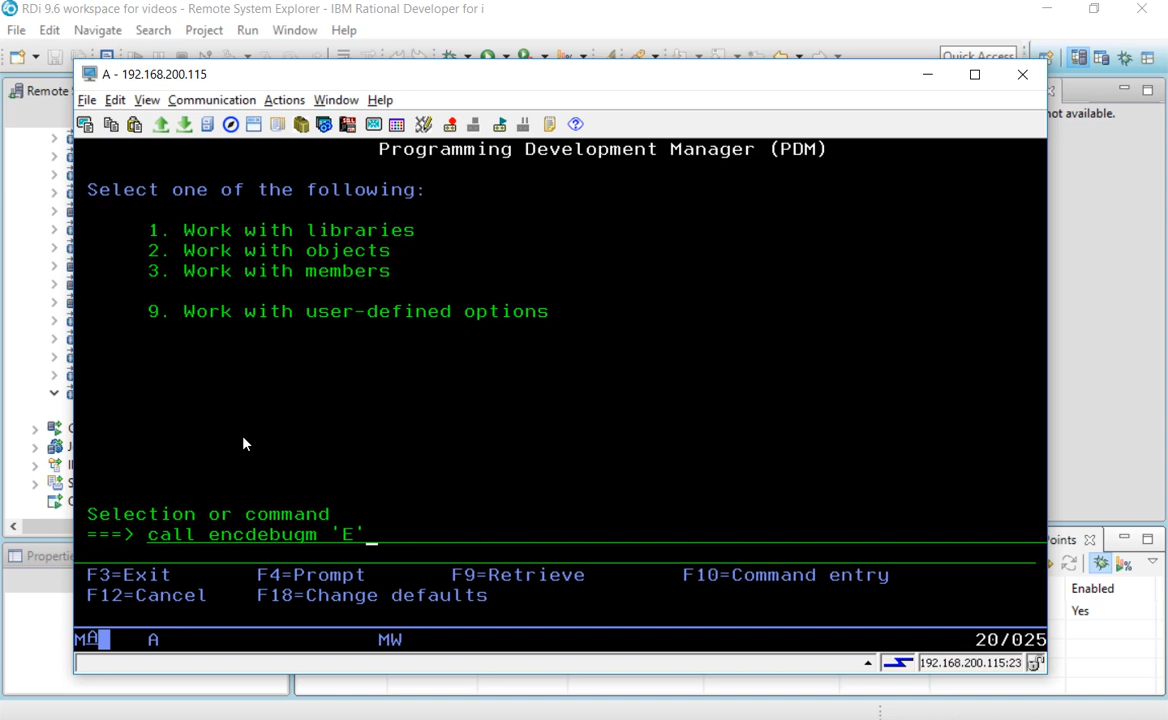 RDi 9.6 workspace for videos - Remote System Explorer - IBM Rational Developer for i
File Edit Navigate Search Project Run Window Help
Quick Access
Remote
not available.
A - 192.168.200.115
File Edit View Communication Actions Window Help
Programming Development Manager (PDM)
Select one of the following:
1. Work with libraries
2. Work with objects
3. Work with members
9. Work with user-defined options
Selection or command
===> call encdebugm 'E'
F3=Exit F4=Prompt F9=Retrieve F10=Command entry
F12=Cancel F18=Change defaults
MA A MW 20/025
192.168.200.115:23
Enabled
Yes